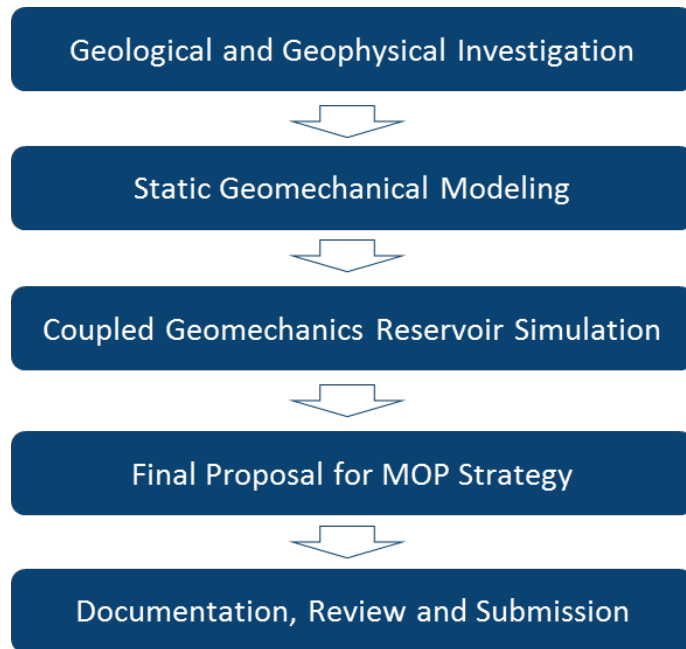 Geological and Geophysical Investigation
Static Geomechanical Modeling
Coupled Geomechanics Reservoir Simulation
Final Proposal for MOP Strategy
Documentation, Review and Submission